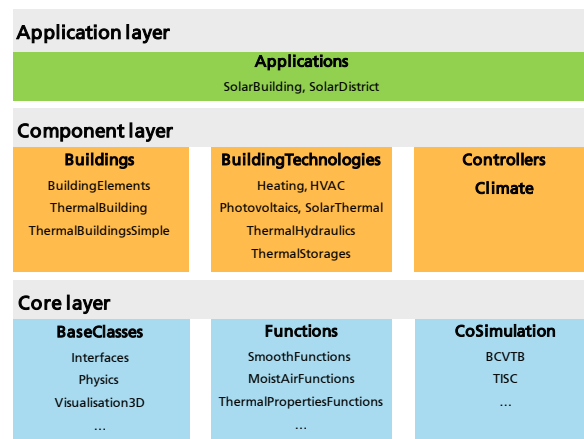 Application layer
Applications
SolarBuilding, SolarDistrict
Component layer
Buildings
BuildingElements
ThermalBuilding
ThermalBuildingsSimple
BuildingTechnologies
Heating, HVAC
Photovoltaics, SolarThermal
ThermalHydraulics
ThermalStorages
Controllers
Climate
Core layer
BaseClasses
Interfaces
Physics
Visualisation3D
...
Functions
SmoothFunctions
MoistAirFunctions
ThermalPropertiesFunctions
...
CoSimulation
BCVTB
TISC
...